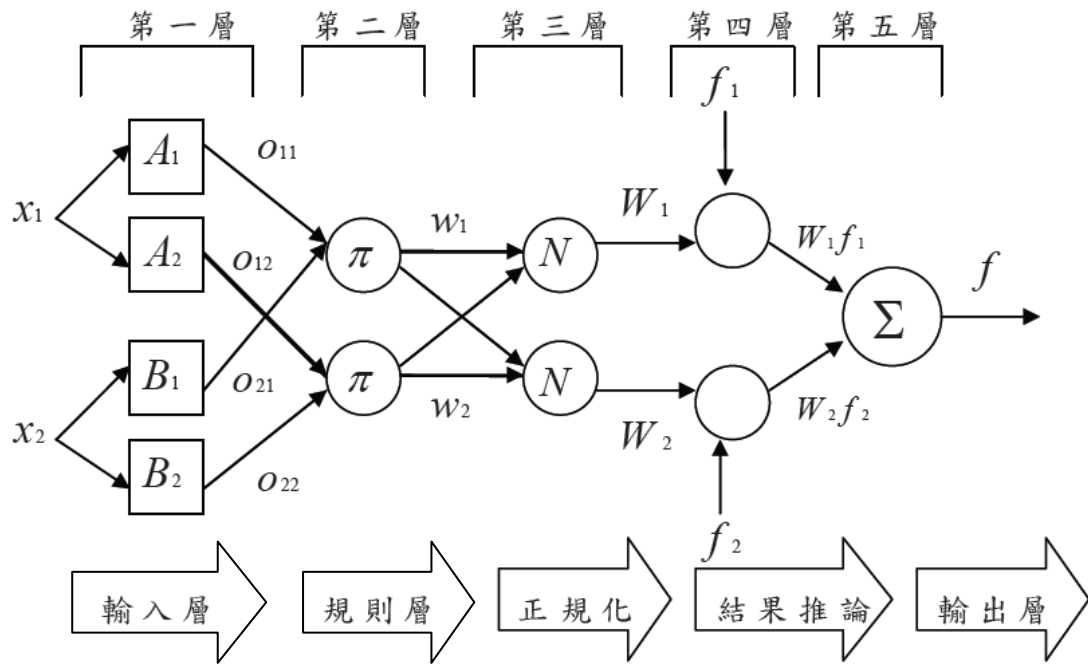 第一層 第二層 第三層 第四層 第五層
f₁
A₁ o₁₁
x₁ w₁ W₁ W₁f₁
A₂ o₁₂ π N f
Σ
B₁ o₂₁ π N
x₂ w₂ W₂ W₂f₂
B₂ o₂₂
f₂
輸入層 規則層 正規化 結果推論 輸出層